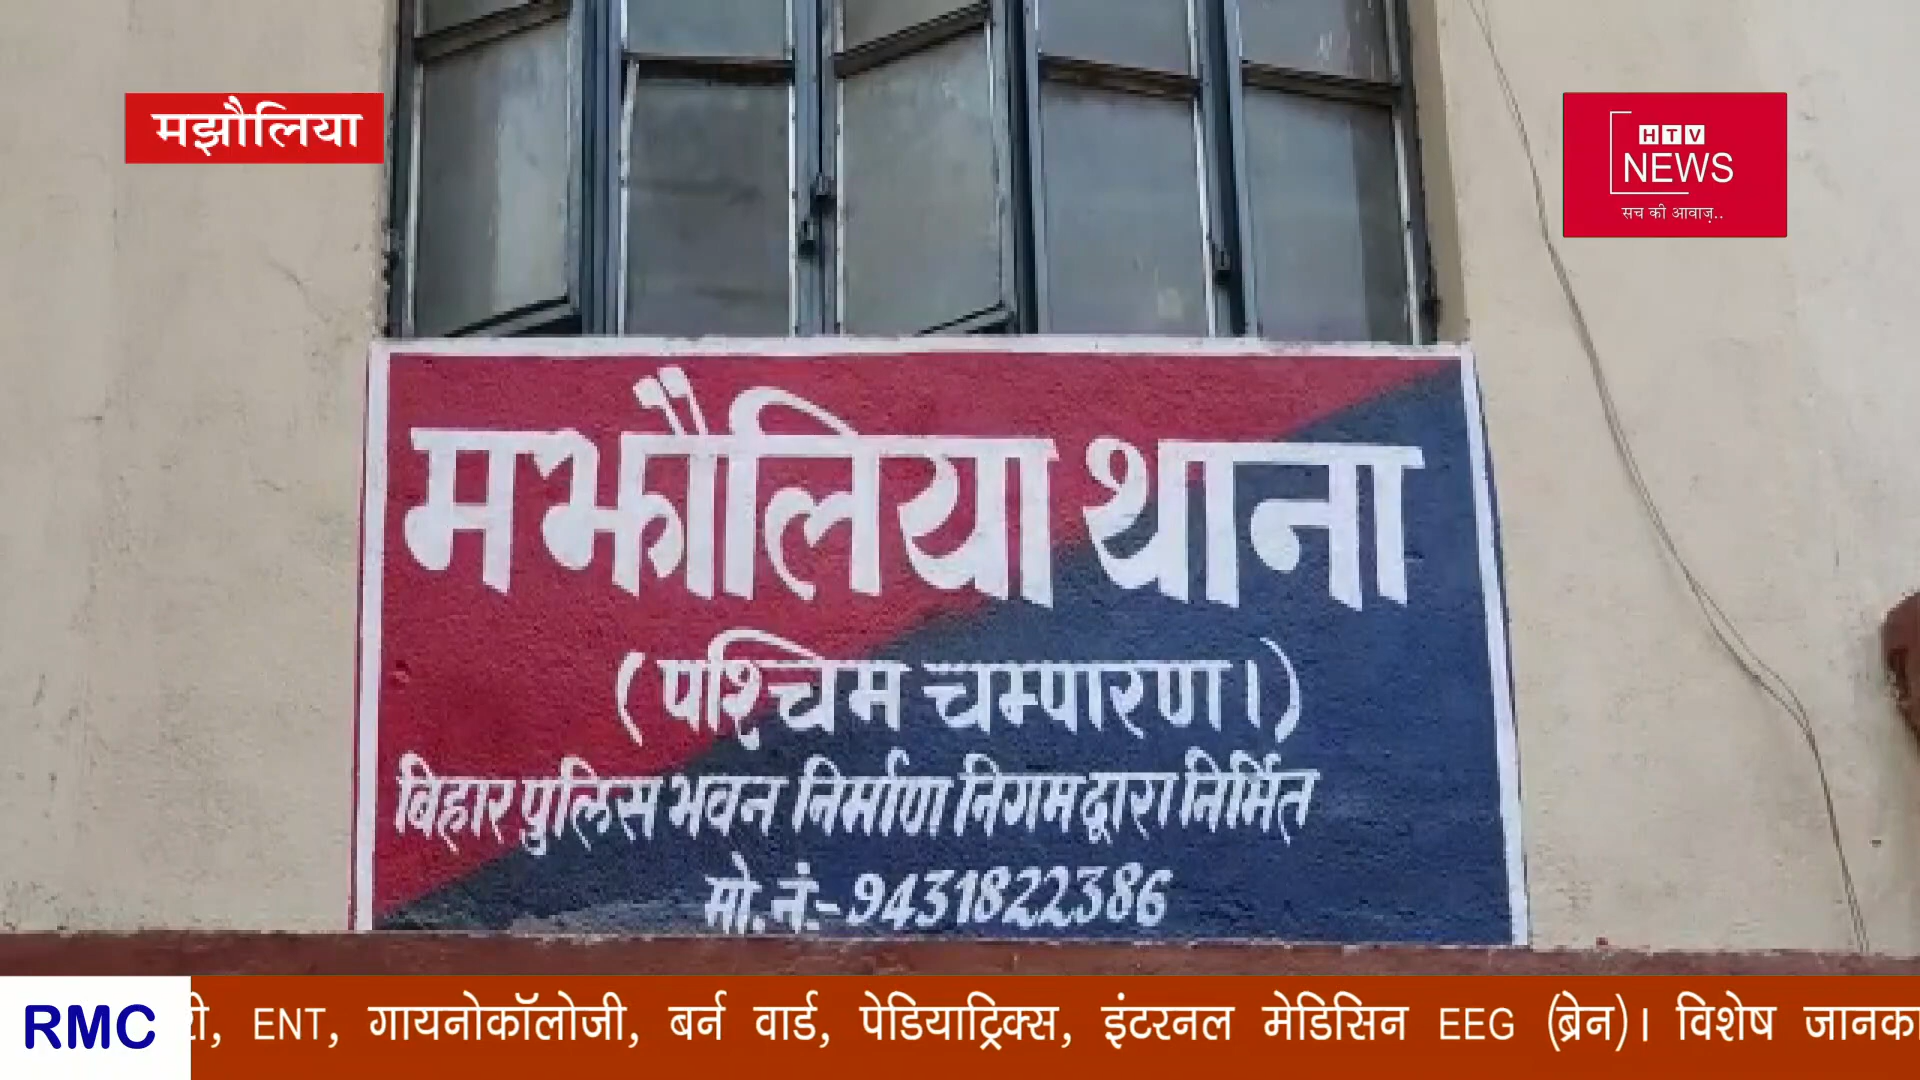 मझौलिया
HTV
NEWS
सच की आवाज़..
मझौलिया थाना
(पश्चिम चम्पारण।)
बिहार पुलिस भवन निर्माण निगम द्वारा निर्मित
मो. नं:- 9431822386
RMC
ENT, गायनोकॉलोजी, बर्न वार्ड, पेडियाट्रिक्स, इंटरनल मेडिसिन EEG (ब्रेन)। विशेष